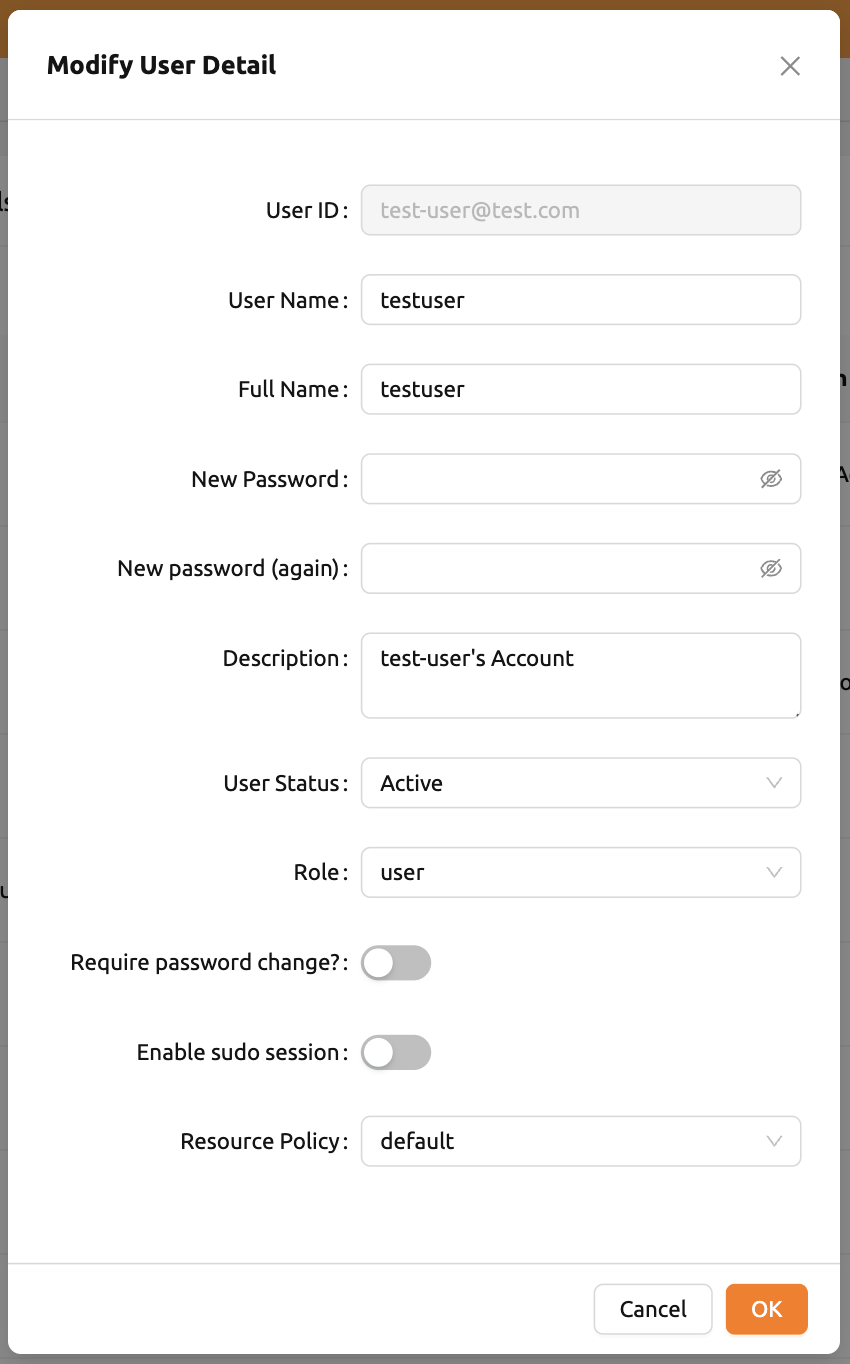 Modify User Detail
User ID: test-user@test.com
User Name: testuser
Full Name: testuser
New Password:
New password (again):
Description: test-user's Account
User Status: Active
Role: user
Require password change?:
Enable sudo session:
Resource Policy: default
Cancel OK